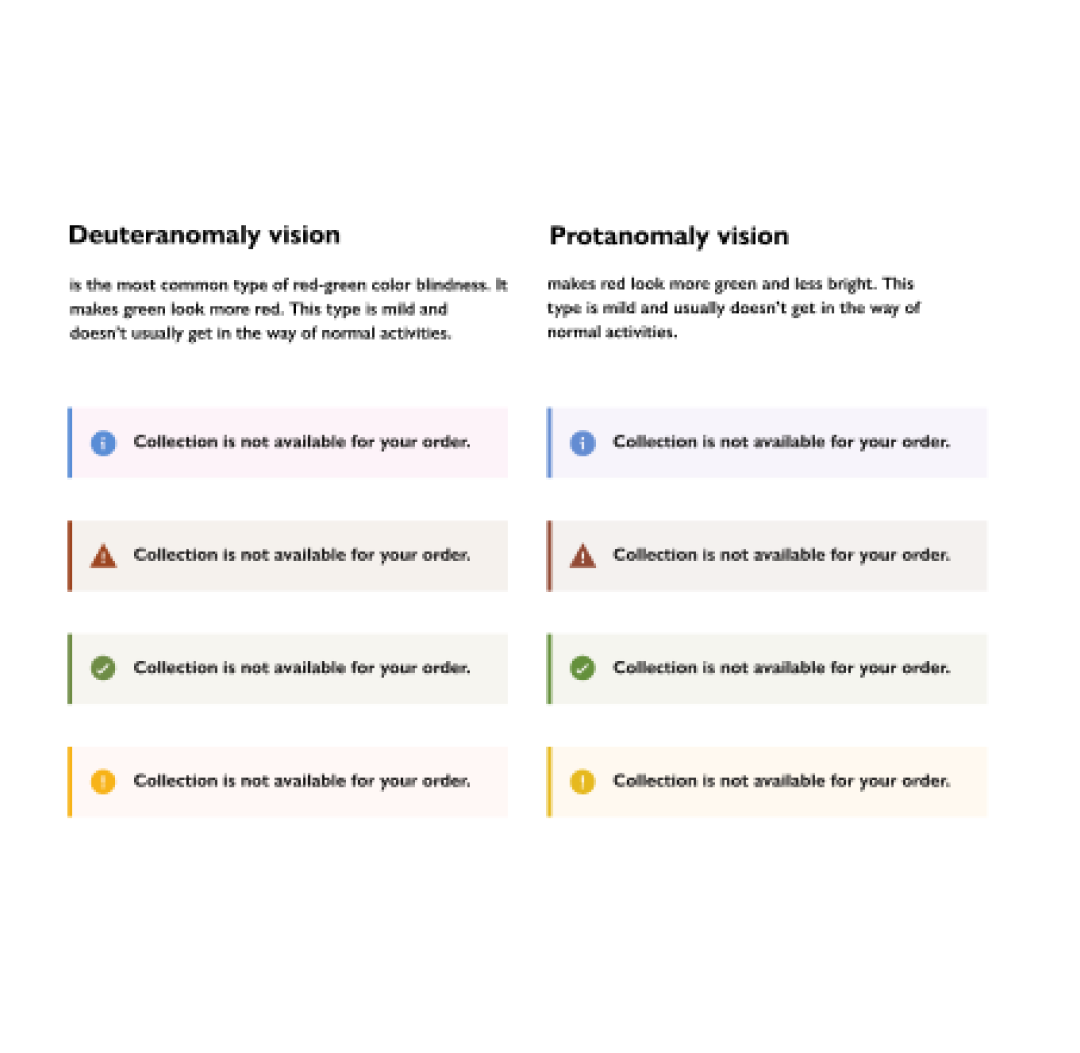 Deuteranomaly vision
is the most common type of red-green color blindness. It
makes green look more red. This type is mild and
doesn't usually get in the way of normal activities.
Collection is not available for your order.
Collection is not available for your order.
Collection is not available for your order.
Collection is not available for your order.
Protanomaly vision
makes red look more green and less bright. This
type is mild and usually doesn't get in the way of
normal activities.
Collection is not available for your order.
Collection is not available for your order.
Collection is not available for your order.
Collection is not available for your order.